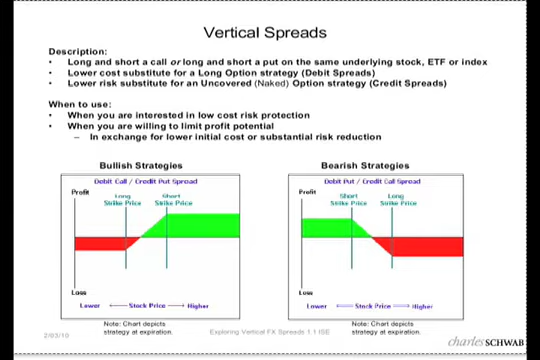 Vertical Spreads
Description:
• Long and short a call or long and short a put on the same underlying stock, ETF or index
• Lower cost substitute for a Long Option strategy (Debit Spreads)
• Lower risk substitute for an Uncovered (Naked) Option strategy (Credit Spreads)
When to use:
• When you are interested in low cost risk protection
• When you are willing to limit profit potential
– In exchange for lower initial cost or substantial risk reduction
Bullish Strategies
Debit Call / Credit Put Spread
Profit
Long Short
Strike Price Strike Price
Loss
Lower Stock Price Higher
Note: Chart depicts
strategy at expiration.
Bearish Strategies
Debit Put / Credit Call Spread
Profit
Short Long
Strike Price Strike Price
Loss
Lower Stock Price Higher
Note: Chart depicts
strategy at expiration.
2/03/10
Exploring Vertical FX Spreads 1.1 ISE
charles SCHWAB